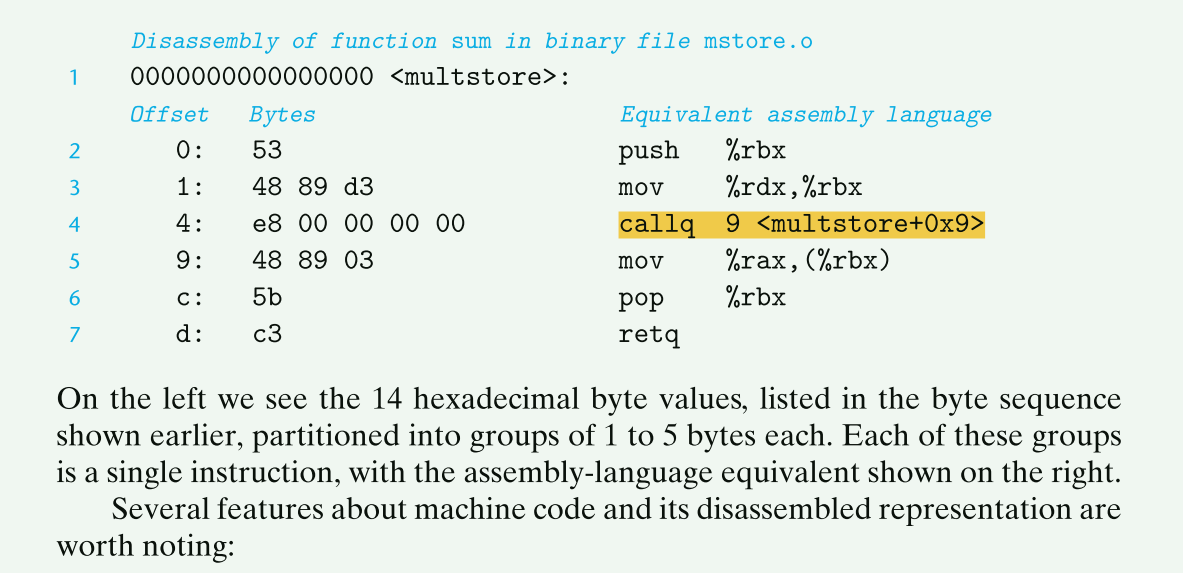 Disassembly of function sum in binary file mstore.o
1 0000000000000000 <multstore>:
Offset Bytes Equivalent assembly language
2 0: 53 push %rbx
3 1: 48 89 d3 mov %rdx,%rbx
4 4: e8 00 00 00 00 callq 9 <multstore+0x9>
5 9: 48 89 03 mov %rax,(%rbx)
6 c: 5b pop %rbx
7 d: c3 retq
On the left we see the 14 hexadecimal byte values, listed in the byte sequence
shown earlier, partitioned into groups of 1 to 5 bytes each. Each of these groups
is a single instruction, with the assembly-language equivalent shown on the right.
Several features about machine code and its disassembled representation are
worth noting: